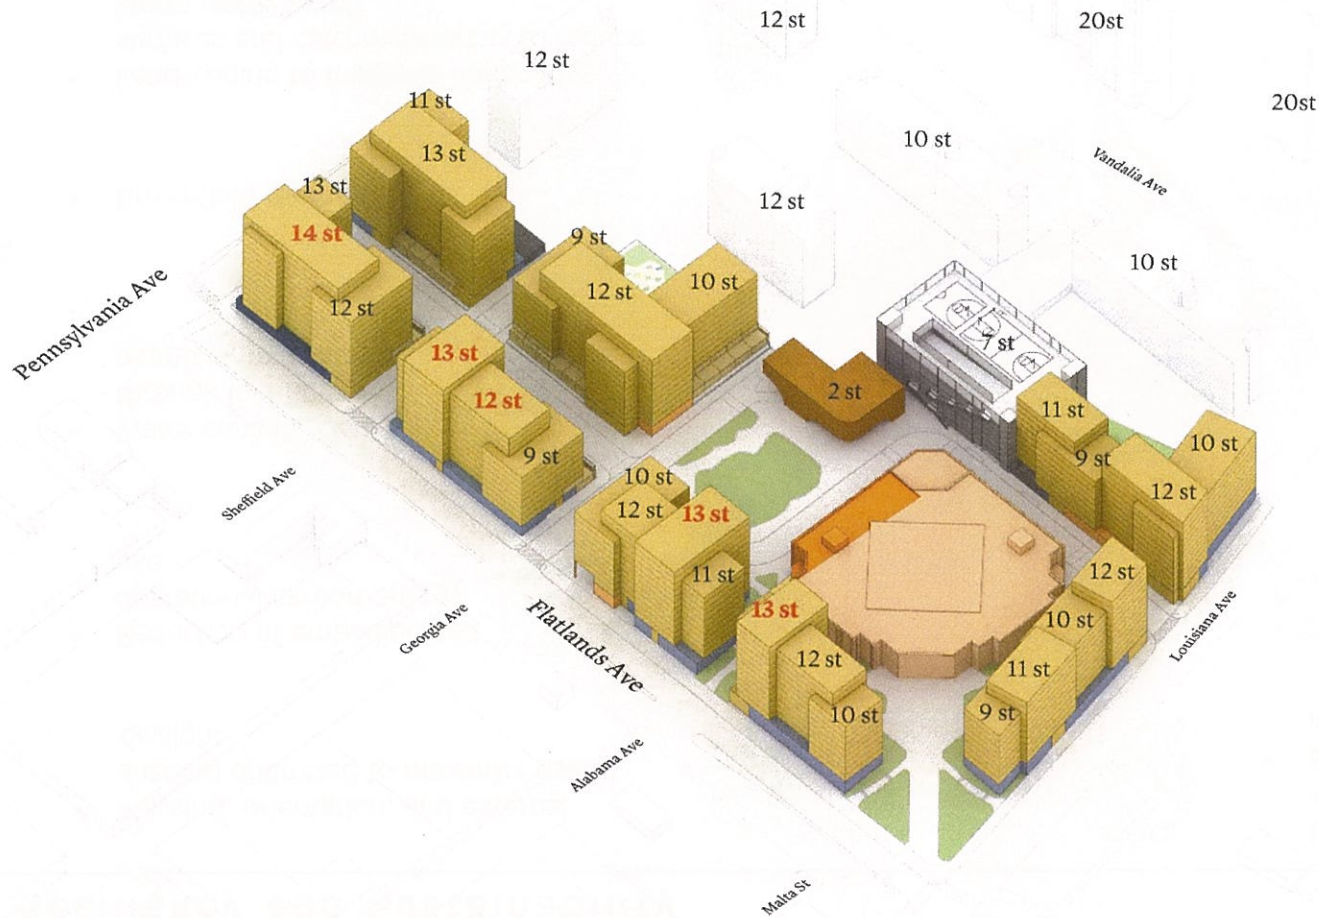 12 st
20st
12 st
20st
11 st
10 st
13 st
Vandalia Ave
13 st
12 st
14 st
9 st
10 st
10 st
12 st
12 st
Pennsylvania Ave
7 st
13 st
2 st
12 st
11 st
10 st
9 st
9 st
10 st
12 st
Sheffield Ave
12 st
13 st
11 st
12 st
13 st
10 st
Georgia Ave
Flatlands Ave
Louisiana Ave
12 st
11 st
10 st
9 st
Alabama Ave
Malta St